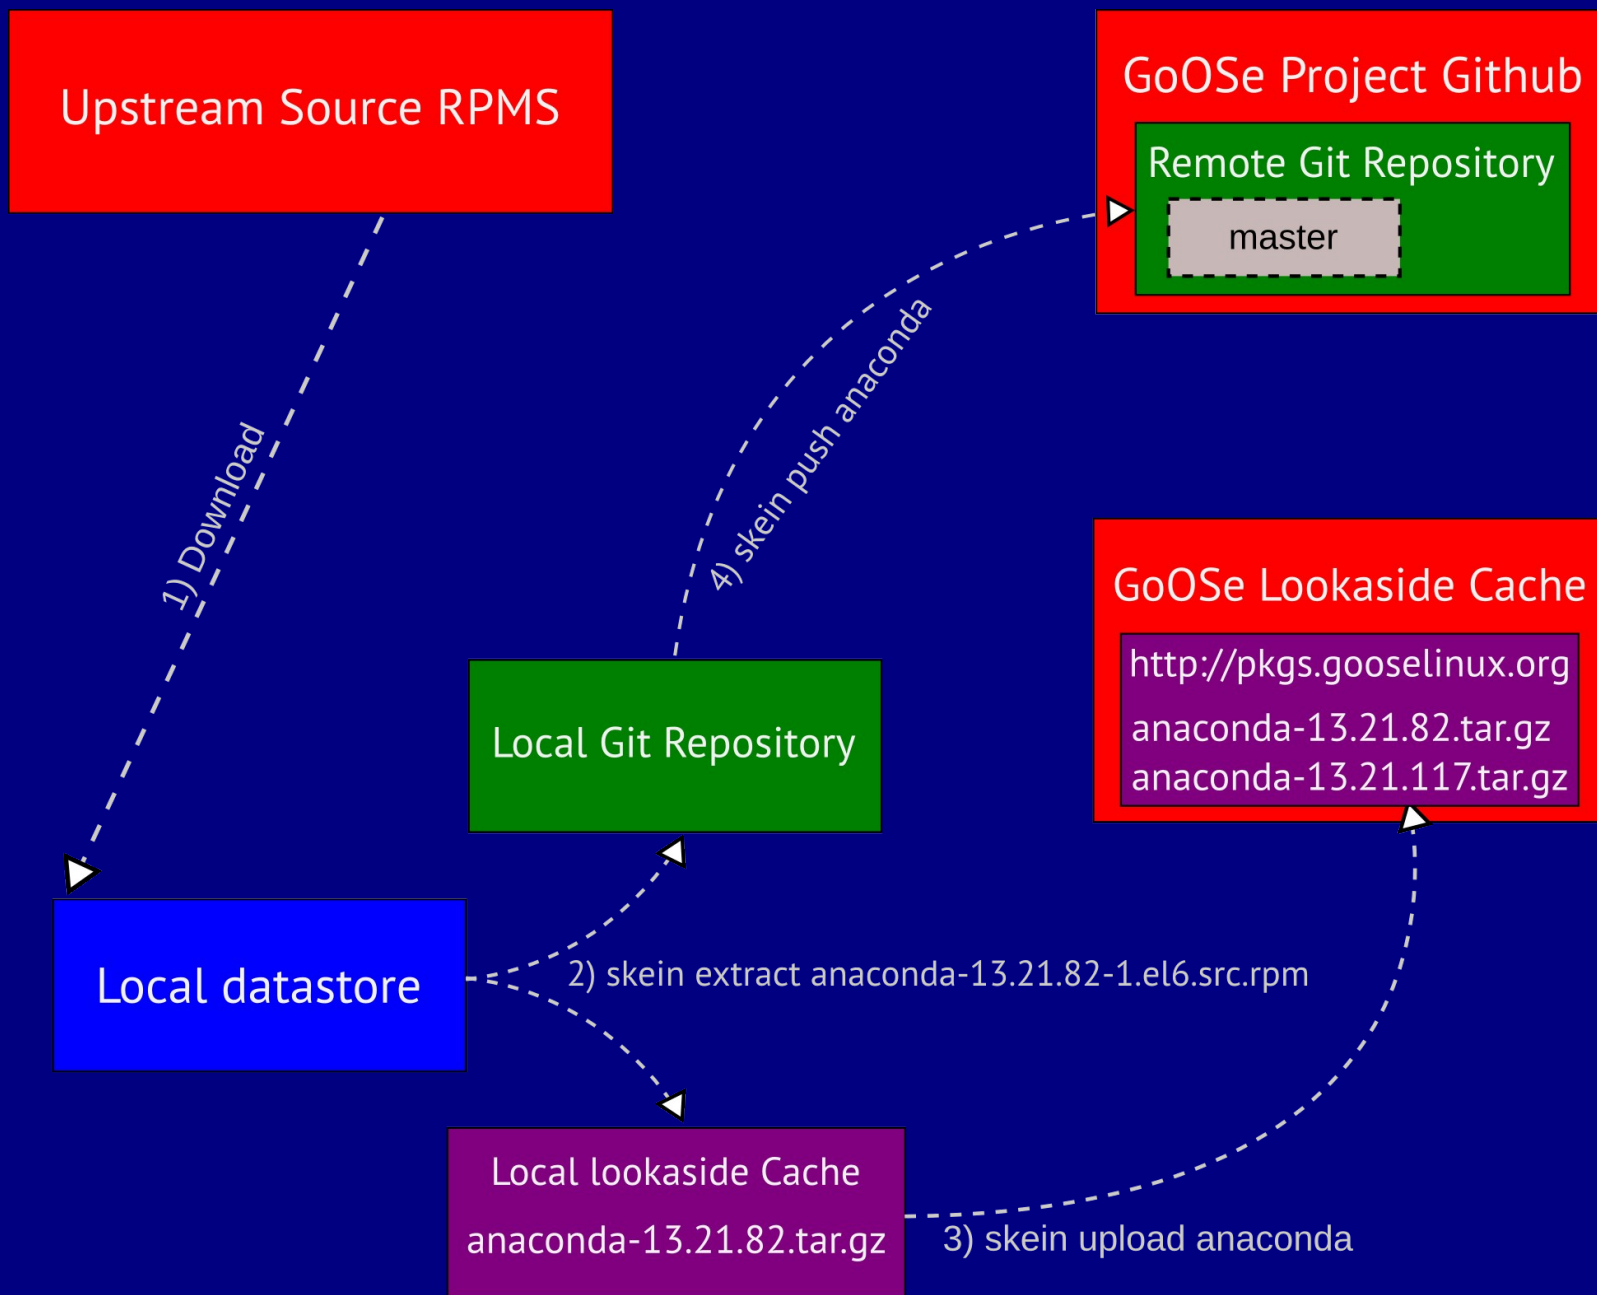 Upstream Source RPMS
GoOSe Project Github
Remote Git Repository
master
4) skein push anaconda
1) Download
GoOSe Lookaside Cache
http://pkgs.gooselinux.org
anaconda-13.21.82.tar.gz
anaconda-13.21.117.tar.gz
Local Git Repository
Local datastore
2) skein extract anaconda-13.21.82-1.el6.src.rpm
Local lookaside Cache
anaconda-13.21.82.tar.gz
3) skein upload anaconda